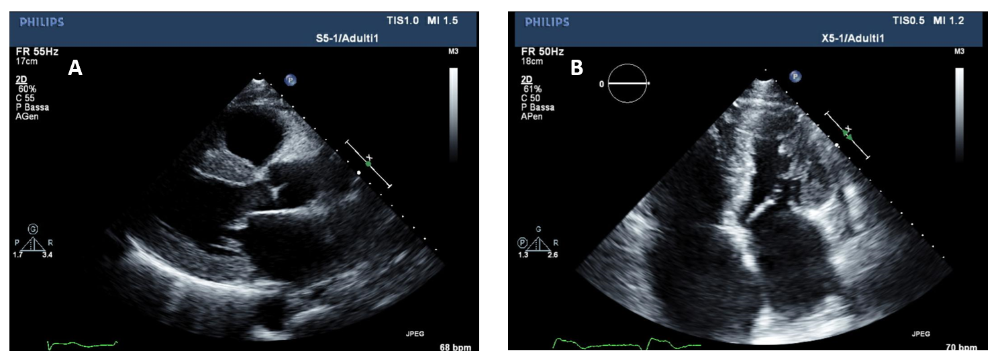 PHILIPS
TIS1.0 MI 1.5
S5-1/Adulti1
FR 55Hz
17cm
A
M3
P
2D
60%
C 55
P Bassa
AGen
x
G
P R
1.7 3.4
JPEG
68 bpm
PHILIPS
TIS0.5 MI 1.2
X5-1/Adulti1
FR 50Hz
18cm
B
M3
P
0
2D
61%
C 50
P Bassa
APen
x
G
P R
1.3 2.6
JPEG
70 bpm